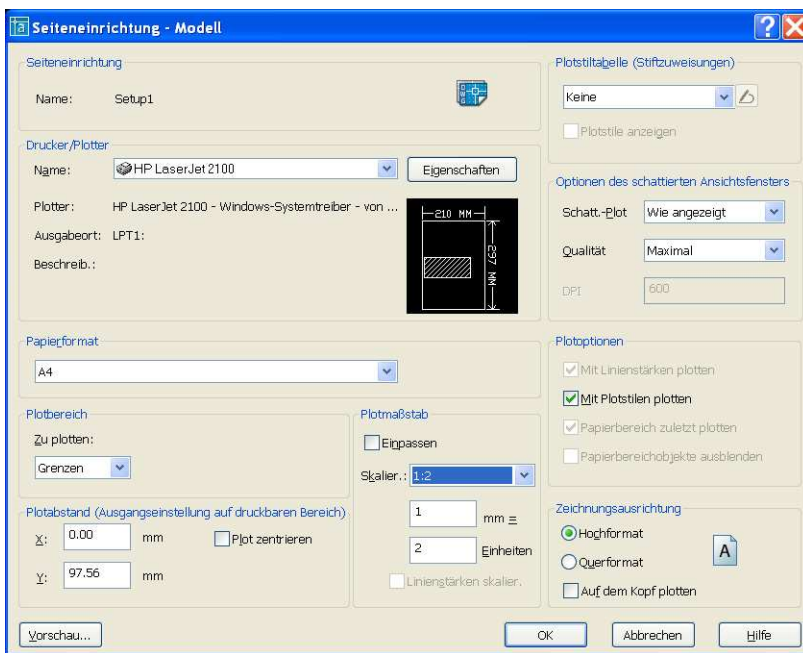 Seiteneinrichtung - Modell
Seiteneinrichtung
Name: Setup1
Drucker/Plotter
Name: HP LaserJet 2100 Eigenschaften
Plotter: HP LaserJet 2100 - Windows-Systemtreiber - von ...
Ausgabeort: LPT1:
Beschreib.:
210 MM
297 MM
Papierformat
A4
Plotbereich
Zu plotten:
Grenzen
Plotabstand (Ausgangseinstellung auf druckbaren Bereich)
X: 0.00 mm Plot zentrieren
Y: 97.56 mm
Plotmaßstab
Einpassen
Skalier.: 1:2
1 mm =
2 Einheiten
Linienstärken skalier.
Plotstiltabelle (Stiftzuweisungen)
Keine
Plotstile anzeigen
Optionen des schattierten Ansichtsfensters
Schatt.-Plot Wie angezeigt
Qualität Maximal
DPI 600
Plotoptionen
Mit Linienstärken plotten
Mit Plotstilen plotten
Papierbereich zuletzt plotten
Papierbereichobjekte ausblenden
Zeichnungsausrichtung
Hochformat
Querformat
Auf dem Kopf plotten
A
Vorschau... OK Abbrechen Hilfe